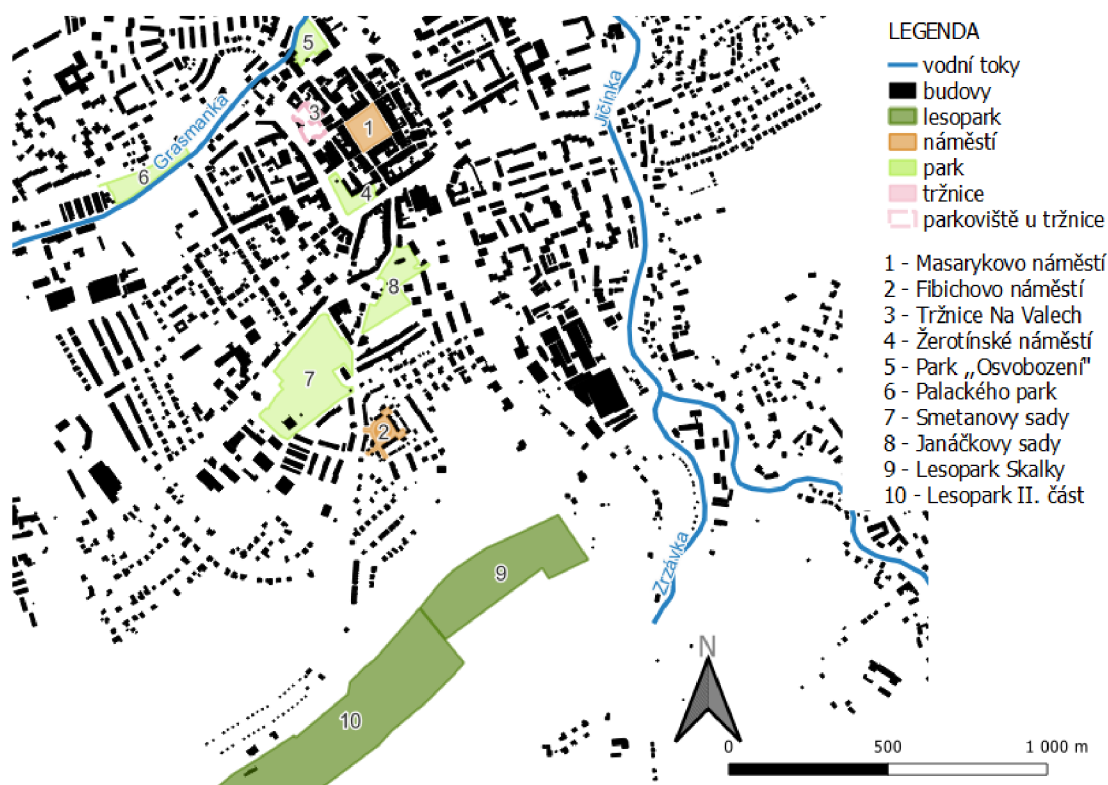 LEGENDA
vodní toky
budovy
lesopark
náměstí
park
tržnice
parkoviště u tržnice
1 - Masarykovo náměstí
2 - Fibichovo náměstí
3 - Tržnice Na Valech
4 - Žerotínské náměstí
5 - Park „Osvobození"
6 - Palackého park
7 - Smetanovy sady
8 - Janáčkovy sady
9 - Lesopark Skalky
10 - Lesopark II. část
5
3
1
Grasmanka
Jičínka
6
4
8
7
2
9
Zrzávka
10
N
0 500 1 000 m